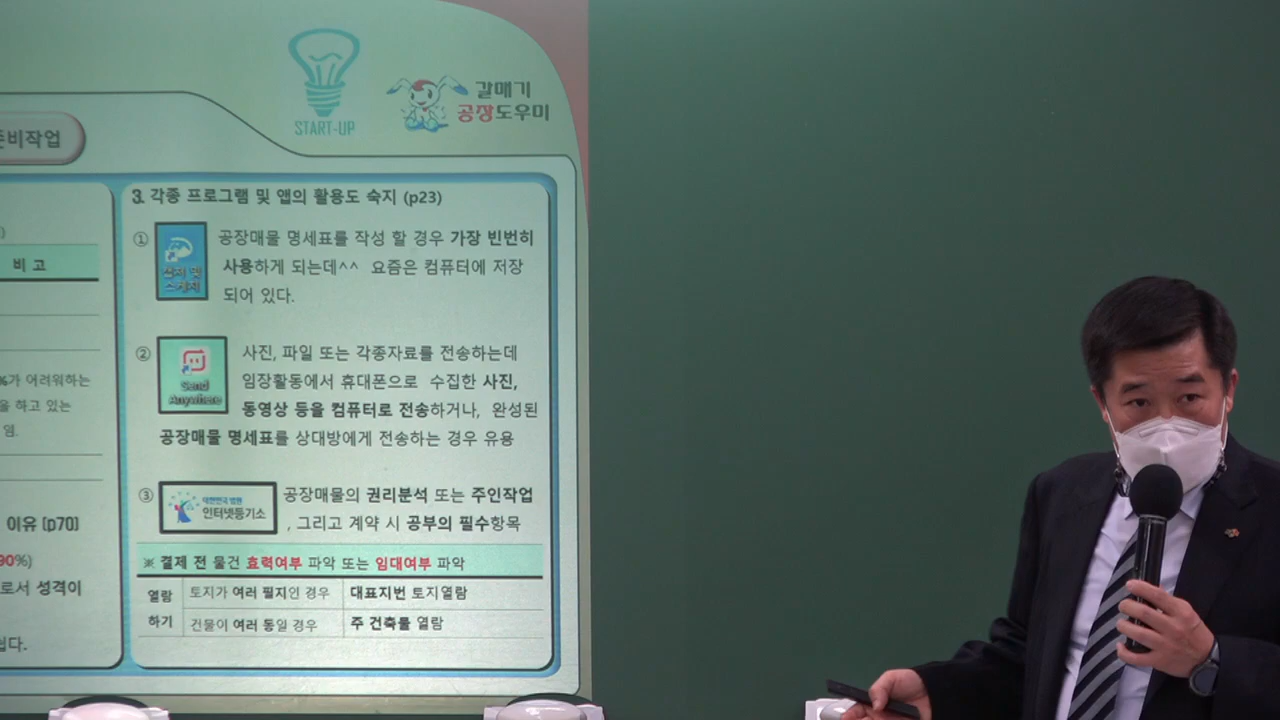 START-UP
갈매기
공장도우미
준비작업
3. 각종 프로그램 및 앱의 활용도 숙지 (p23)
비 고
%가 어려워하는
을 하고 있는
염.
이유 (p70)
90%)
로서 성격이
쉽다.
① 공장매물 명세표를 작성 할 경우 가장 빈번히
캡처 및
스케치
사용하게 되는데^^ 요즘은 컴퓨터에 저장
되어 있다.
② 사진, 파일 또는 각종자료를 전송하는데
Send
Anywhere
임장활동에서 휴대폰으로 수집한 사진,
동영상 등을 컴퓨터로 전송하거나, 완성된
공장매물 명세표를 상대방에게 전송하는 경우 유용
③ 대한민국 법원
인터넷등기소
공장매물의 권리분석 또는 주인작업
, 그리고 계약 시 공부의 필수항목
※ 결제 전 물건 효력여부 파악 또는 임대여부 파악
열람 토지가 여러 필지인 경우 대표지번 토지열람
하기 건물이 여러 동일 경우 주 건축물 열람